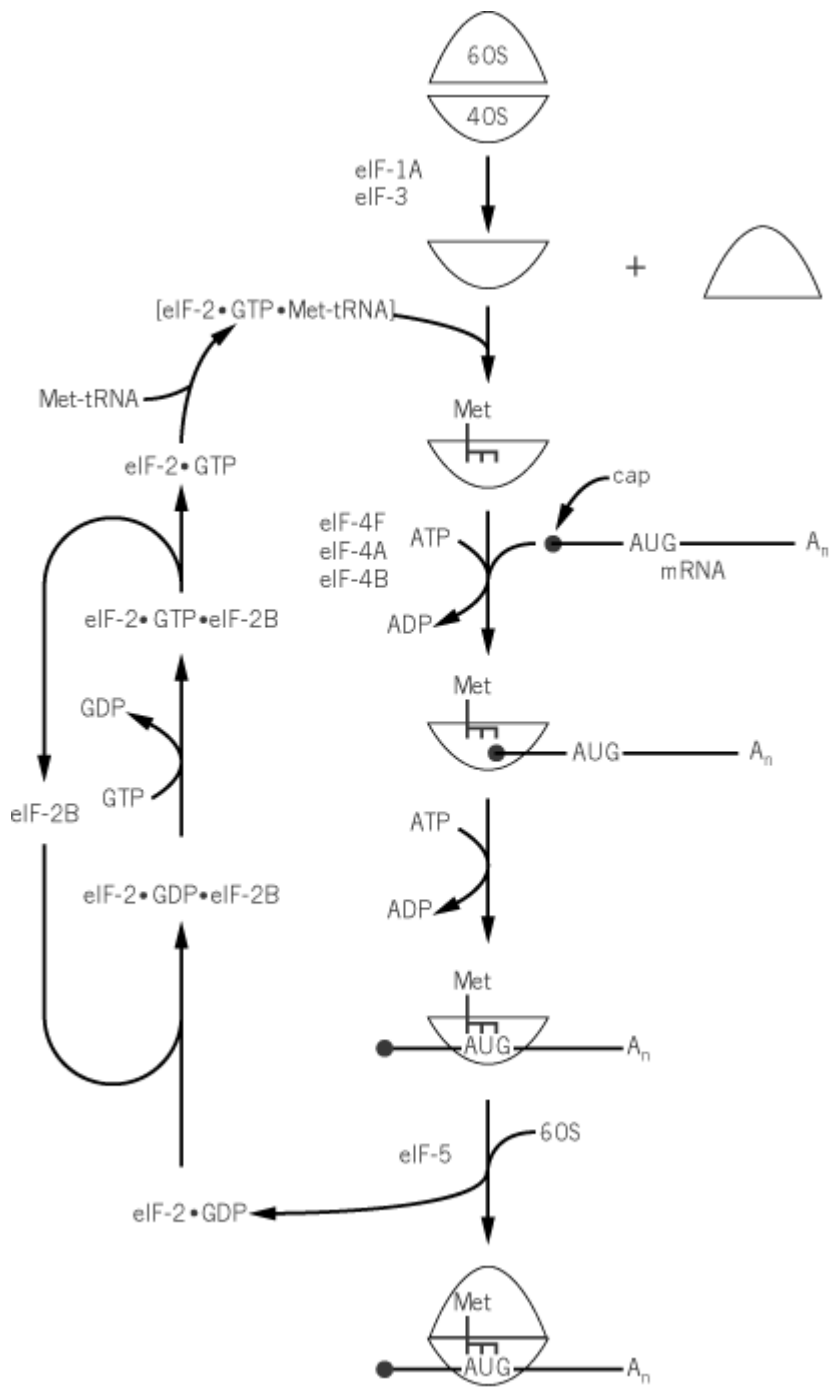 60S
40S
eIF-1A
eIF-3
+
[eIF-2•GTP•Met-tRNA]
Met-tRNA
eIF-2•GTP
Met
cap
eIF-4F
eIF-4A
eIF-4B
ATP
ADP
AUG
An
mRNA
eIF-2•GTP•eIF-2B
GDP
GTP
eIF-2B
Met
AUG
An
ATP
ADP
eIF-2•GDP•eIF-2B
Met
AUG
An
eIF-5
60S
eIF-2•GDP
Met
AUG
An